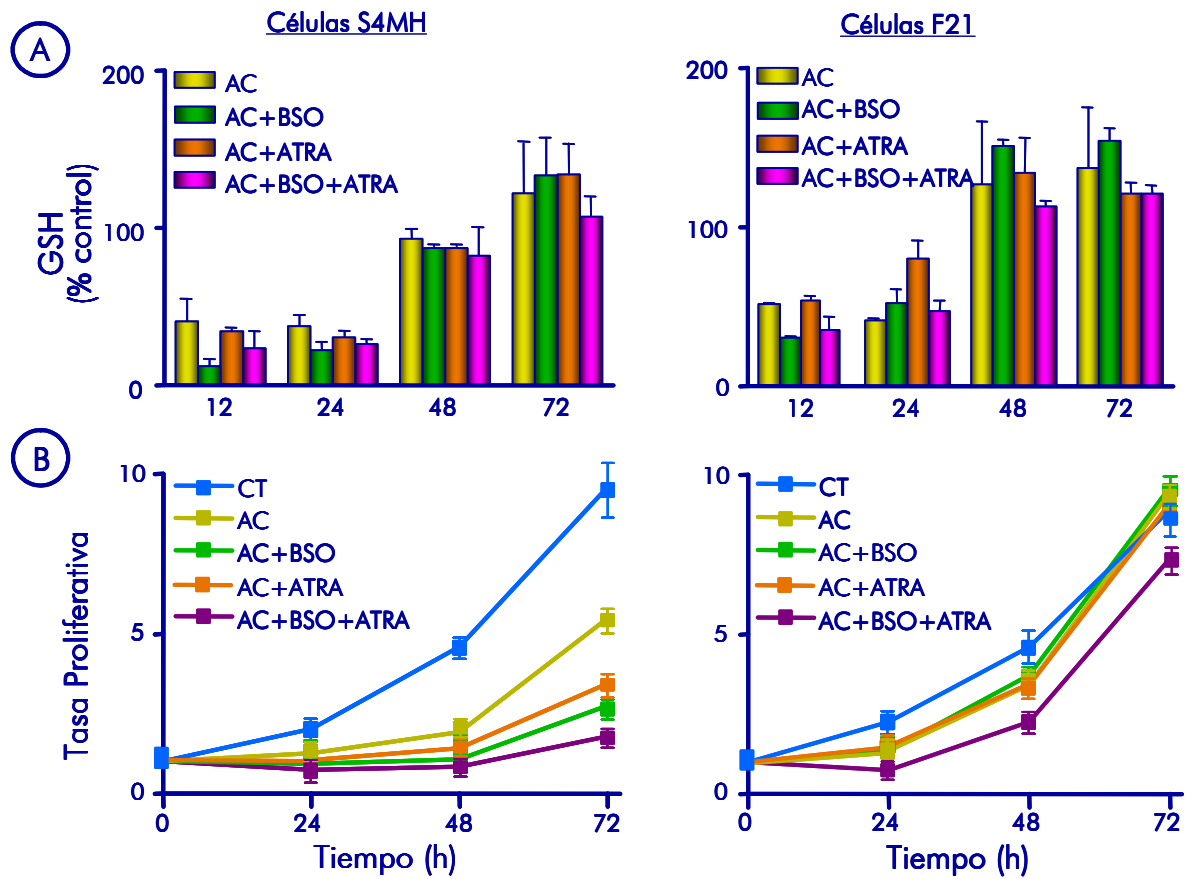 Células S4MH
Células F21
A
200
100
0
GSH
(% control)
AC
AC+BSO
AC+ATRA
AC+BSO+ATRA
12
24
48
72
200
100
0
AC
AC+BSO
AC+ATRA
AC+BSO+ATRA
12
24
48
72
B
10
5
0
Tasa Proliferativa
CT
AC
AC+BSO
AC+ATRA
AC+BSO+ATRA
0
24
48
72
Tiempo (h)
10
5
0
CT
AC
AC+BSO
AC+ATRA
AC+BSO+ATRA
0
24
48
72
Tiempo (h)